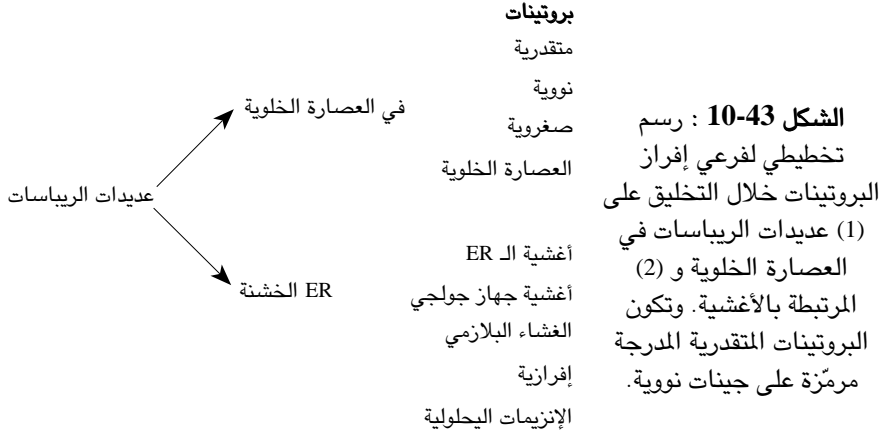 بروتينات
متقدرية
نووية
صغروية
العصارة الخلوية
في العصارة الخلوية
عديدات الريباسات
ER الخشنة
أغشية الـ ER
أغشية جهاز جولجي
الغشاء البلازمي
إفرازية
الإنزيمات اليحلولية
الشكل 43-10 : رسم
تخطيطي لفرعي إفراز
البروتينات خلال التخليق على
(1) عديدات الريباسات في
العصارة الخلوية و (2)
المرتبطة بالأغشية. وتكون
البروتينات المتقدرية المدرجة
مرمّزة على جينات نووية.